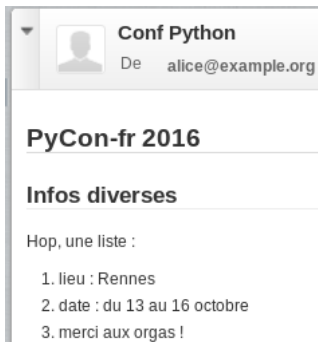 Conf Python
De alice@example.org
PyCon-fr 2016
Infos diverses
Hop, une liste :
1. lieu : Rennes
2. date : du 13 au 16 octobre
3. merci aux orgas !